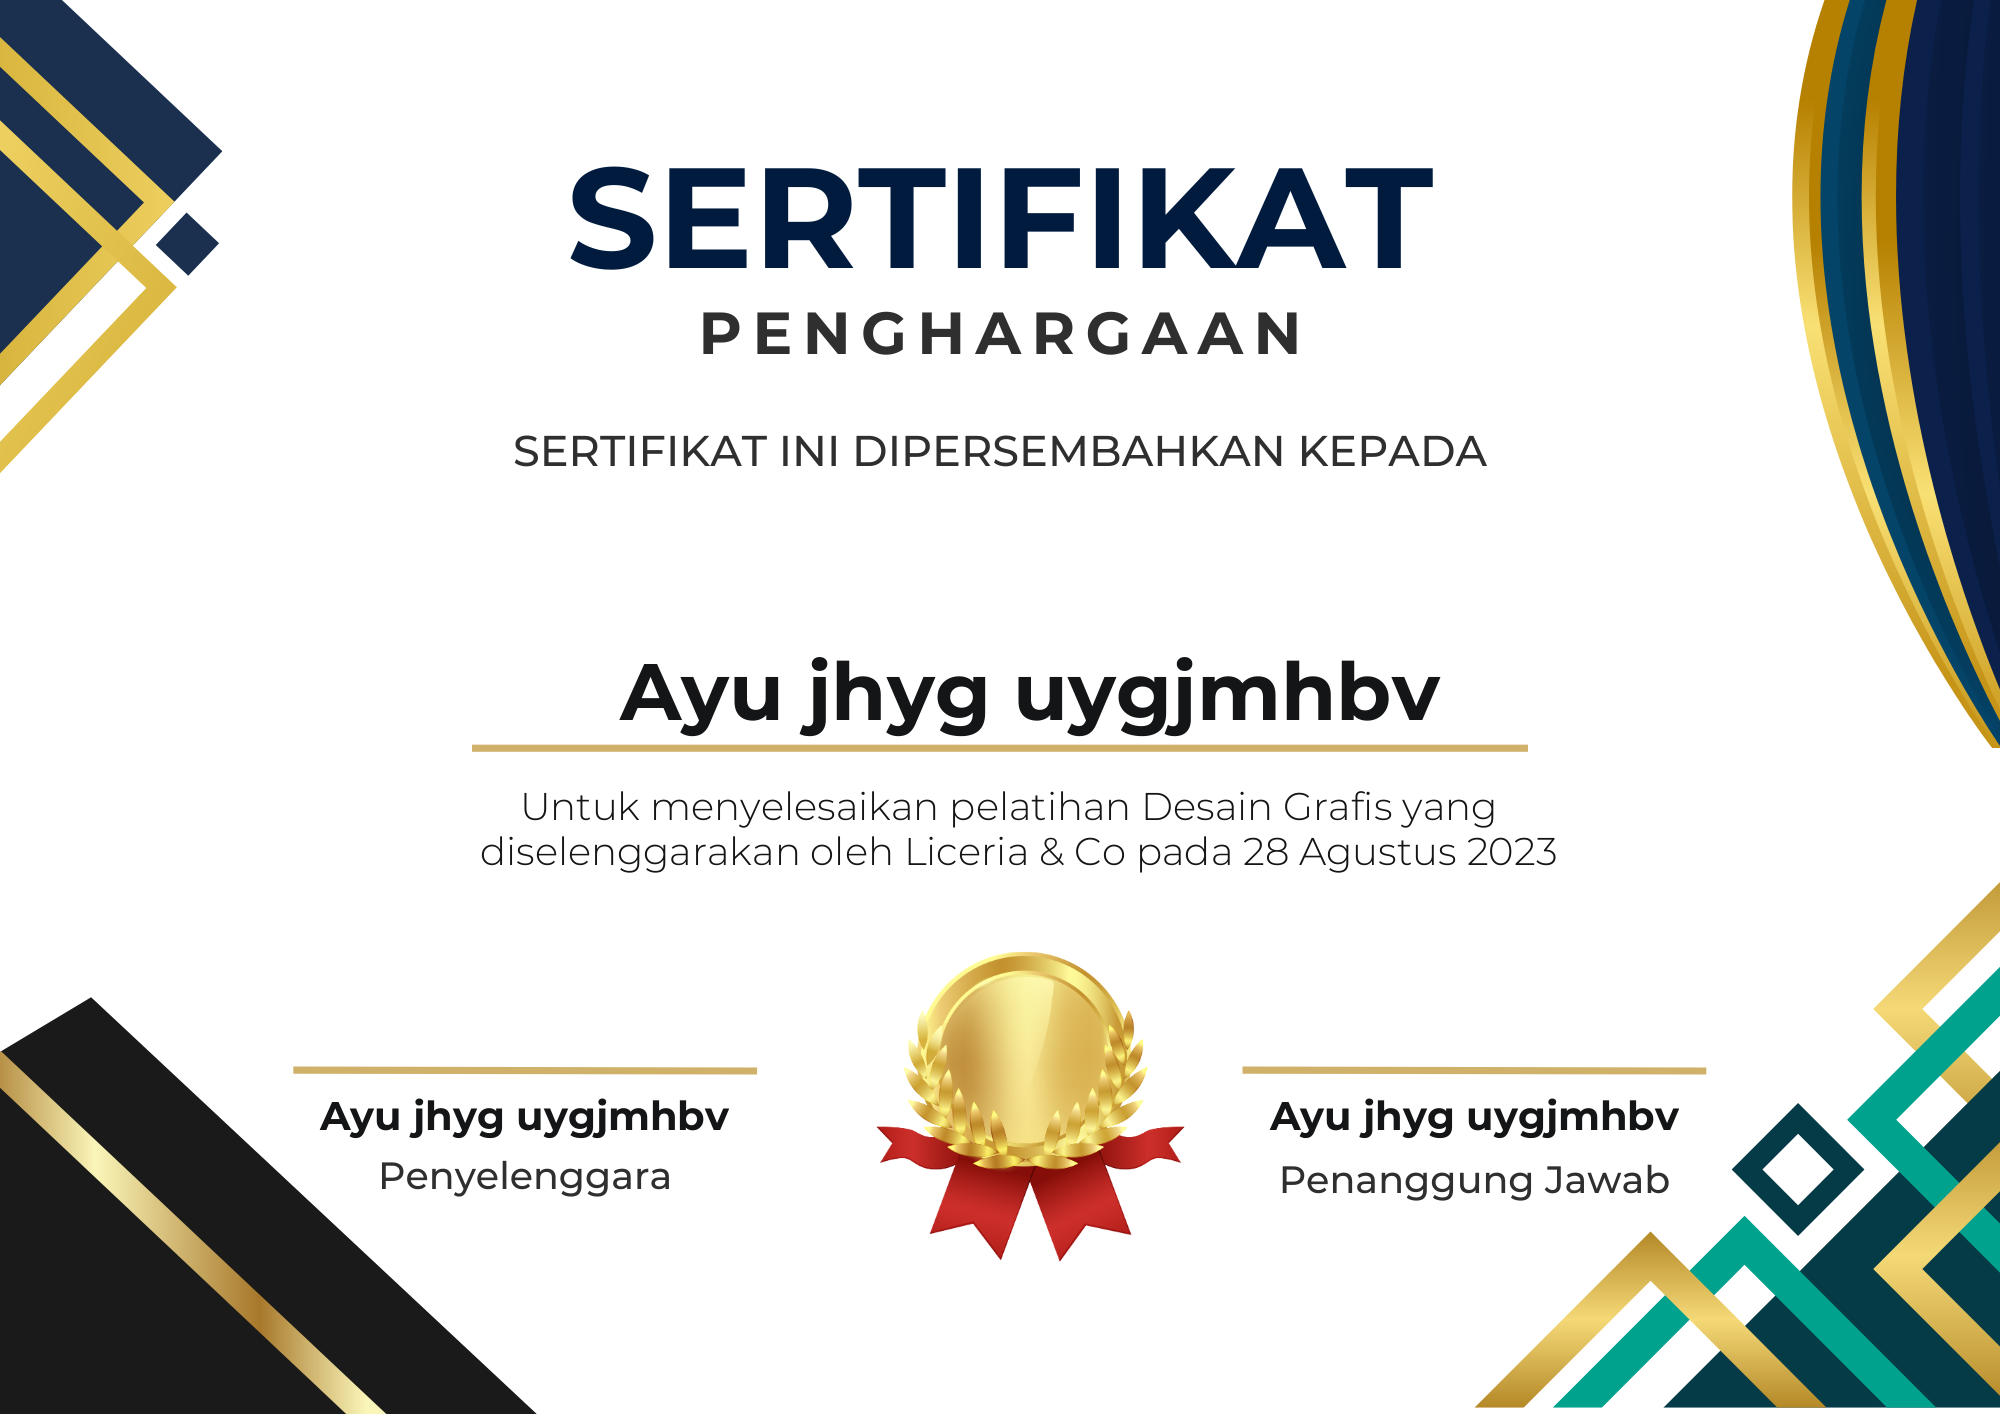 SERTIFIKAT
PENGHARGAAN
SERTIFIKAT INI DIPERSEMBAHKAN KEPADA
Ayu jhyg uygjmhbv
Untuk menyelesaikan pelatihan Desain Grafis yang
diselenggarakan oleh Liceria & Co pada 28 Agustus 2023
Ayu jhyg uygjmhbv
Penyelenggara
Ayu jhyg uygjmhbv
Penanggung Jawab